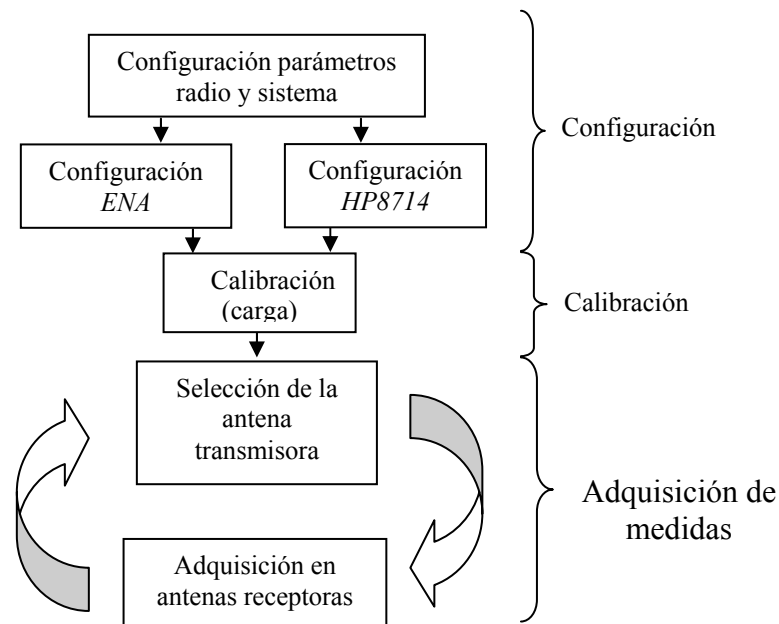 Configuración parámetros
radio y sistema
Configuración
Configuración
ENA
Configuración
HP8714
Calibración
(carga)
Calibración
Selección de la
antena
transmisora
Adquisición de
medidas
Adquisición en
antenas receptoras